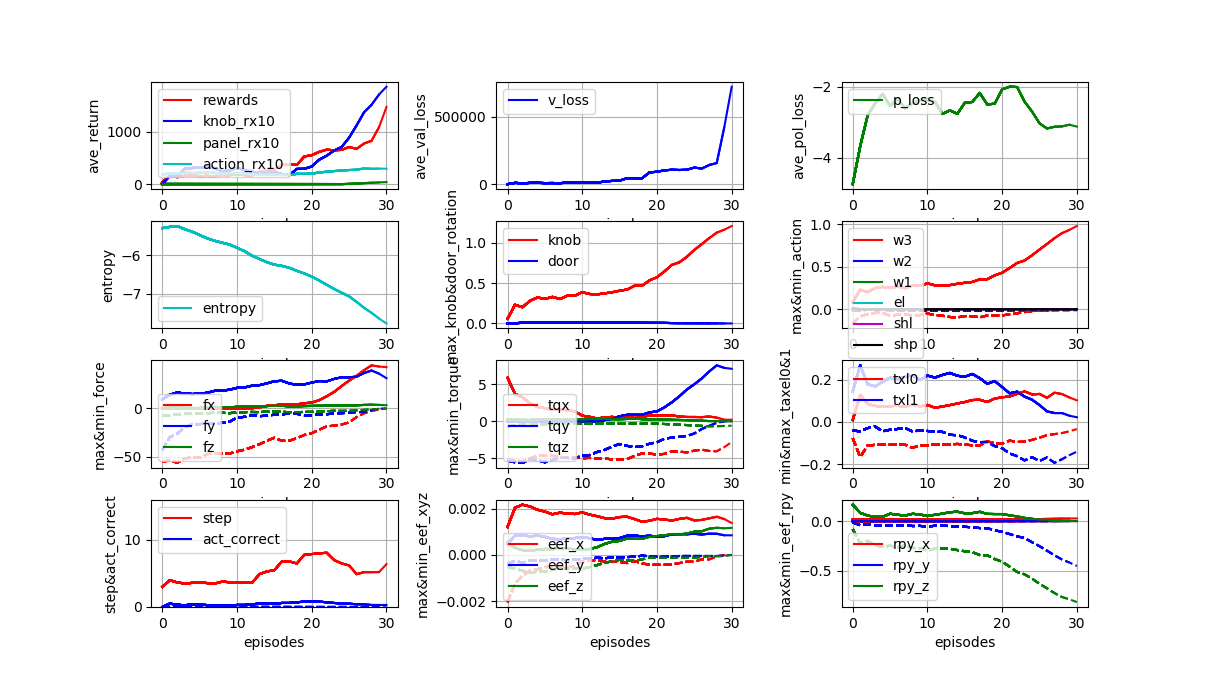 ave_return
1000
0
rewards
knob_rx10
panel_rx10
action_rx10
0 10 20 30
ave_val_loss
500000
0
v_loss
0 10 20 30
ave_pol_loss
−2
−4
p_loss
0 10 20 30
entropy
−6
−7
entropy
0 10 20 30
max_knob&door_rotation
1.0
0.5
0.0
knob
door
0 10 20 30
max&min_action
1.0
0.5
0.0
w3
w2
w1
el
shl
shp
0 10 20 30
max&min_force
0
−50
fx
fy
fz
0 10 20 30
max&min_torque
5
0
−5
tqx
tqy
tqz
0 10 20 30
min&max_taxel0&1
0.2
0.0
−0.2
txl0
txl1
0 10 20 30
step&act_correct
10
0
step
act_correct
0 10 20 30
episodes
max&min_eef_xyz
0.002
0.000
−0.002
eef_x
eef_y
eef_z
0 10 20 30
episodes
max&min_eef_rpy
0.0
−0.5
rpy_x
rpy_y
rpy_z
0 10 20 30
episodes